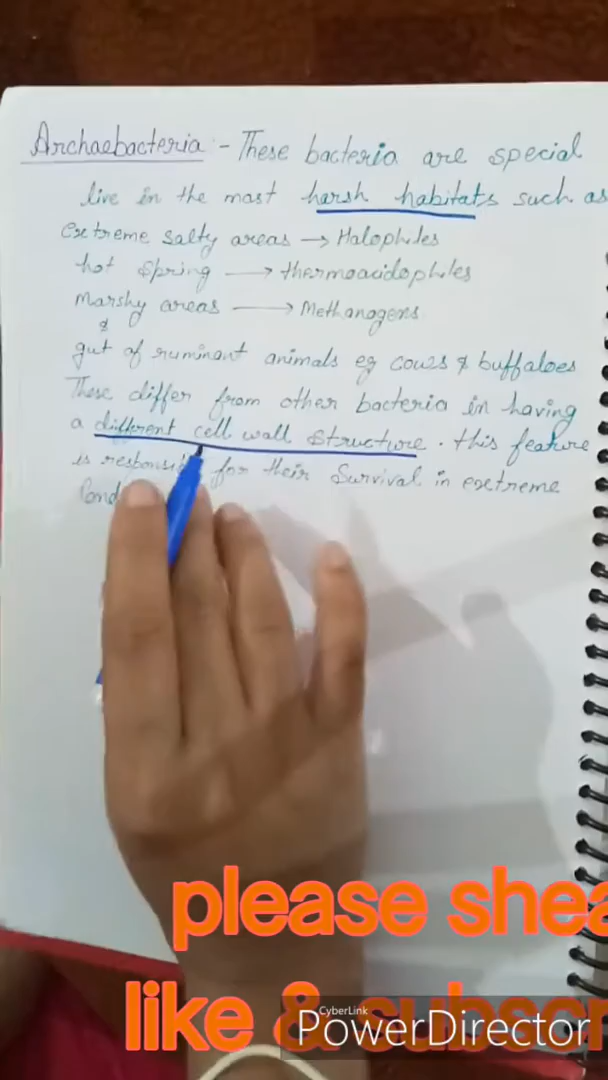 Archaebacteria :- These bacteria are special
live in the most harsh habitats such as
extreme salty areas → Halophiles
hot spring → thermoacidophiles
Marshy areas → Methanogens
&
gut of ruminant animals eg cows & buffaloes
These differ from other bacteria in having
a different cell wall structure. this feature
is for their Survival in extreme
please shea
like & subscr
CyberLink
PowerDirector